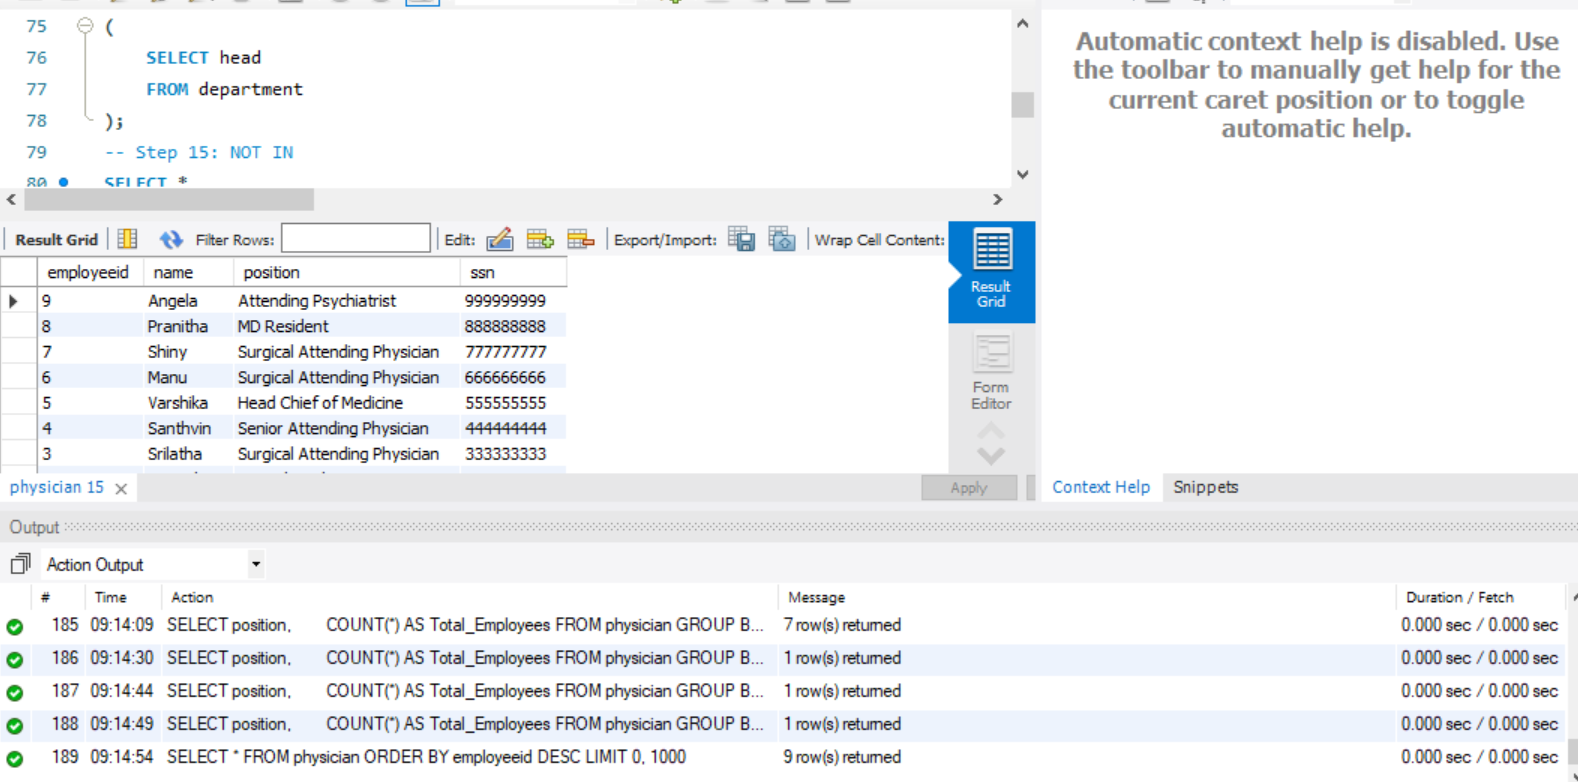 75 (
76 SELECT head
77 FROM department
78 );
79 -- Step 15: NOT IN
80 SELECT *
Automatic context help is disabled. Use
the toolbar to manually get help for the
current caret position or to toggle
automatic help.
Result Grid Filter Rows: Edit: Export/Import: Wrap Cell Content:
employeeid name position ssn
9 Angela Attending Psychiatrist 999999999
8 Pranitha MD Resident 888888888
7 Shiny Surgical Attending Physician 777777777
6 Manu Surgical Attending Physician 666666666
5 Varshika Head Chief of Medicine 555555555
4 Santhvin Senior Attending Physician 444444444
3 Srilatha Surgical Attending Physician 333333333
Result
Grid
Form
Editor
physician 15 Apply
Context Help Snippets
Output
Action Output
# Time Action Message Duration / Fetch
185 09:14:09 SELECT position, COUNT(*) AS Total_Employees FROM physician GROUP B... 7 row(s) returned 0.000 sec / 0.000 sec
186 09:14:30 SELECT position, COUNT(*) AS Total_Employees FROM physician GROUP B... 1 row(s) returned 0.000 sec / 0.000 sec
187 09:14:44 SELECT position, COUNT(*) AS Total_Employees FROM physician GROUP B... 1 row(s) returned 0.000 sec / 0.000 sec
188 09:14:49 SELECT position, COUNT(*) AS Total_Employees FROM physician GROUP B... 1 row(s) returned 0.000 sec / 0.000 sec
189 09:14:54 SELECT * FROM physician ORDER BY employeeid DESC LIMIT 0, 1000 9 row(s) returned 0.000 sec / 0.000 sec